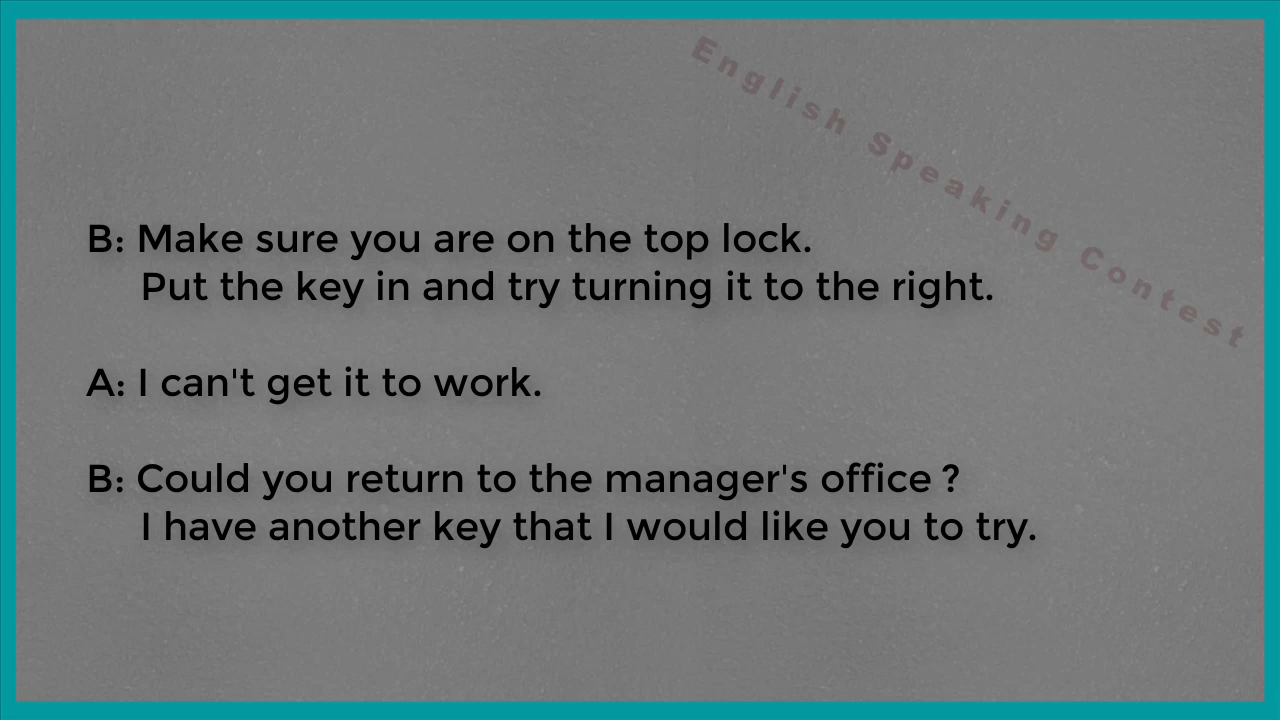 English Speaking Contest
B: Make sure you are on the top lock.
Put the key in and try turning it to the right.
A: I can't get it to work.
B: Could you return to the manager's office ?
I have another key that I would like you to try.